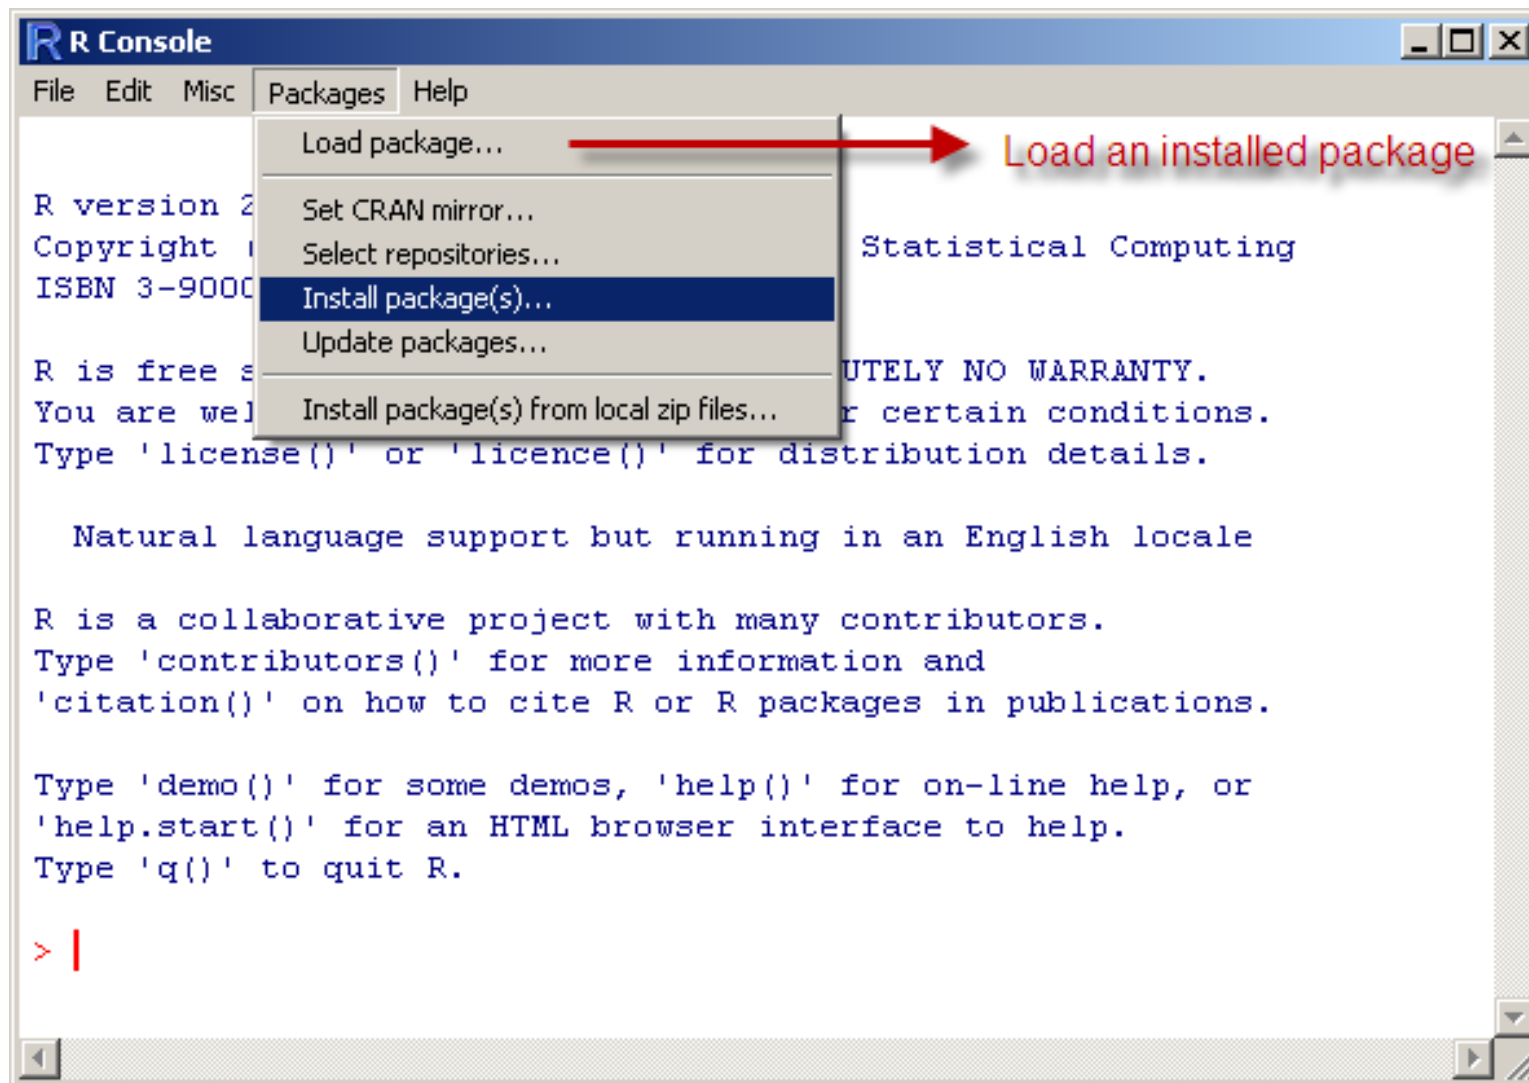 R Console
File Edit Misc Packages Help
Load package...
Load an installed package
Set CRAN mirror...
Select repositories...
Install package(s)...
Update packages...
Install package(s) from local zip files...
R version 2
Copyright Statistical Computing
ISBN 3-9000
R is free s UTELY NO WARRANTY.
You are wel r certain conditions.
Type 'license()' or 'licence()' for distribution details.
Natural language support but running in an English locale
R is a collaborative project with many contributors.
Type 'contributors()' for more information and
'citation()' on how to cite R or R packages in publications.
Type 'demo()' for some demos, 'help()' for on-line help, or
'help.start()' for an HTML browser interface to help.
Type 'q()' to quit R.
>